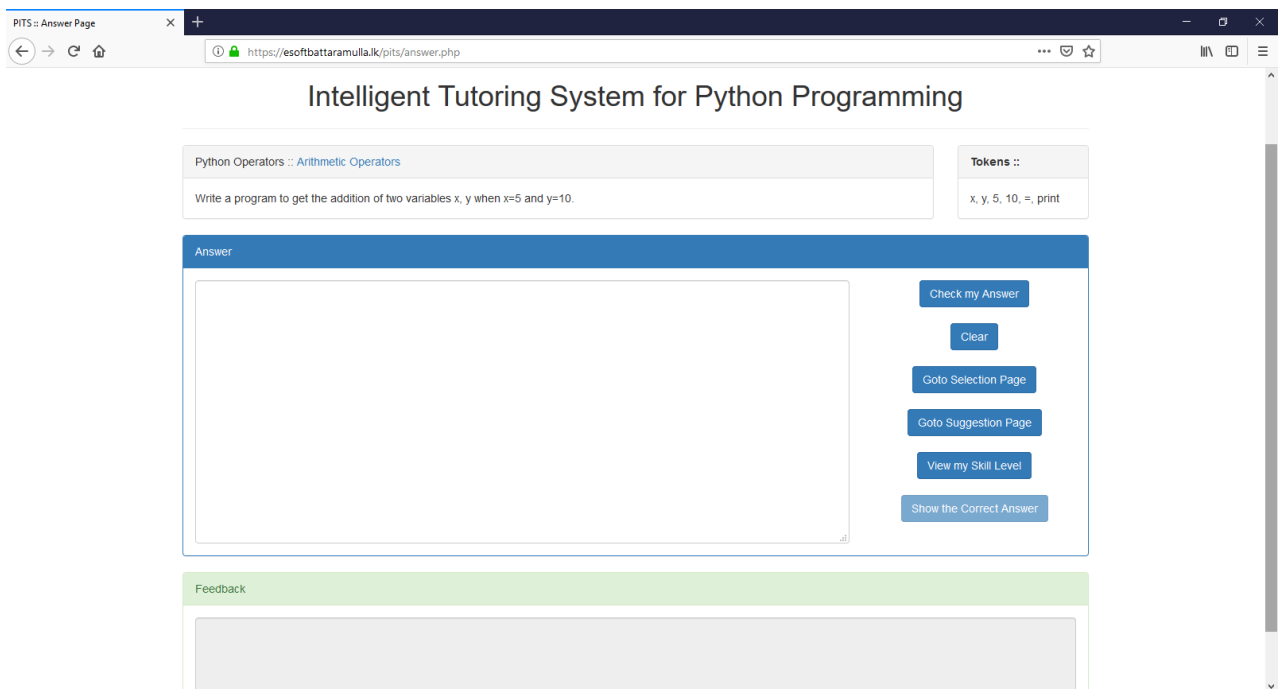 PITS :: Answer Page
https://esoftbattaramulla.lk/pits/answer.php
Intelligent Tutoring System for Python Programming
Python Operators :: Arithmetic Operators
Tokens ::
Write a program to get the addition of two variables x, y when x=5 and y=10.
x, y, 5, 10, =, print
Answer
Check my Answer
Clear
Goto Selection Page
Goto Suggestion Page
View my Skill Level
Show the Correct Answer
Feedback